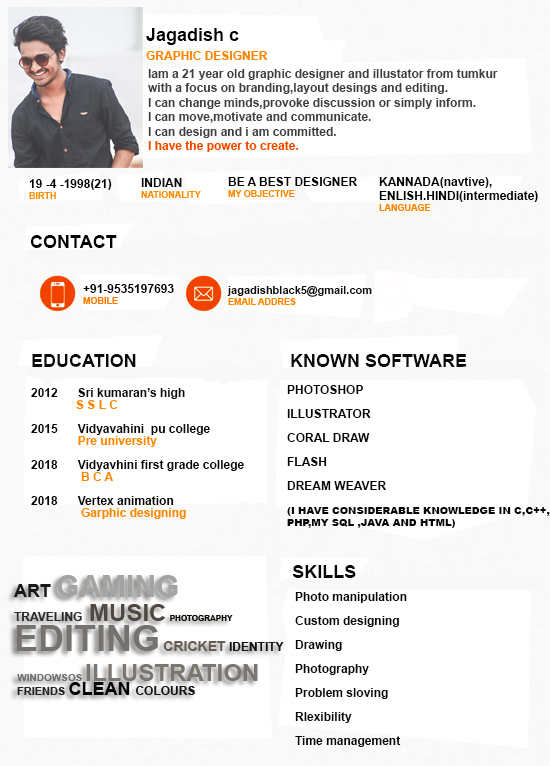 Jagadish c
GRAPHIC DESIGNER
Iam a 21 year old graphic designer and illustator from tumkur
with a focus on branding,layout desings and editing.
I can change minds,provoke discussion or simply inform.
I can move,motivate and communicate.
I can design and i am committed.
I have the power to create.
19 -4 -1998(21)
BIRTH
INDIAN
NATIONALITY
BE A BEST DESIGNER
MY OBJECTIVE
KANNADA(navtive),
ENLISH.HINDI(intermediate)
LANGUAGE
CONTACT
+91-9535197693
MOBILE
jagadishblack5@gmail.com
EMAIL ADDRES
EDUCATION
2012 Sri kumaran's high
S S L C
2015 Vidyavahini pu college
Pre university
2018 Vidyavhini first grade college
B C A
2018 Vertex animation
Garphic designing
KNOWN SOFTWARE
PHOTOSHOP
ILLUSTRATOR
CORAL DRAW
FLASH
DREAM WEAVER
(I HAVE CONSIDERABLE KNOWLEDGE IN C,C++,
PHP,MY SQL ,JAVA AND HTML)
ART GAMING
TRAVELING MUSIC PHOTOGRAPHY
EDITING CRICKET IDENTITY
WINDOWSOS ILLUSTRATION
FRIENDS CLEAN COLOURS
SKILLS
Photo manipulation
Custom designing
Drawing
Photography
Problem sloving
Rlexibility
Time management